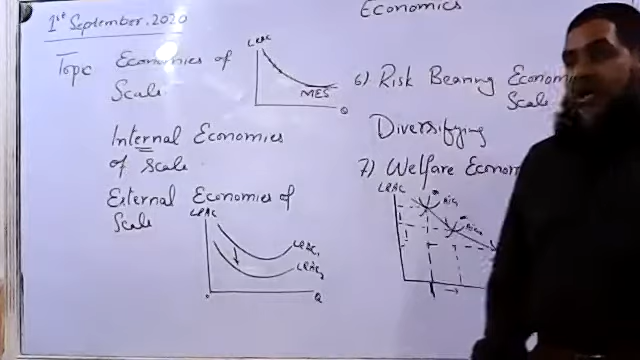 Economics
1st September, 2020
Topic Economies of
Scale
LRAC
MES
Q
Internal Economies
of Scale
External Economies of
Scale
LRAC
LRAC1
LRAC2
Q
6) Risk Bearing Economi
Scale
Diversifying
7) Welfare Econom
LRAC